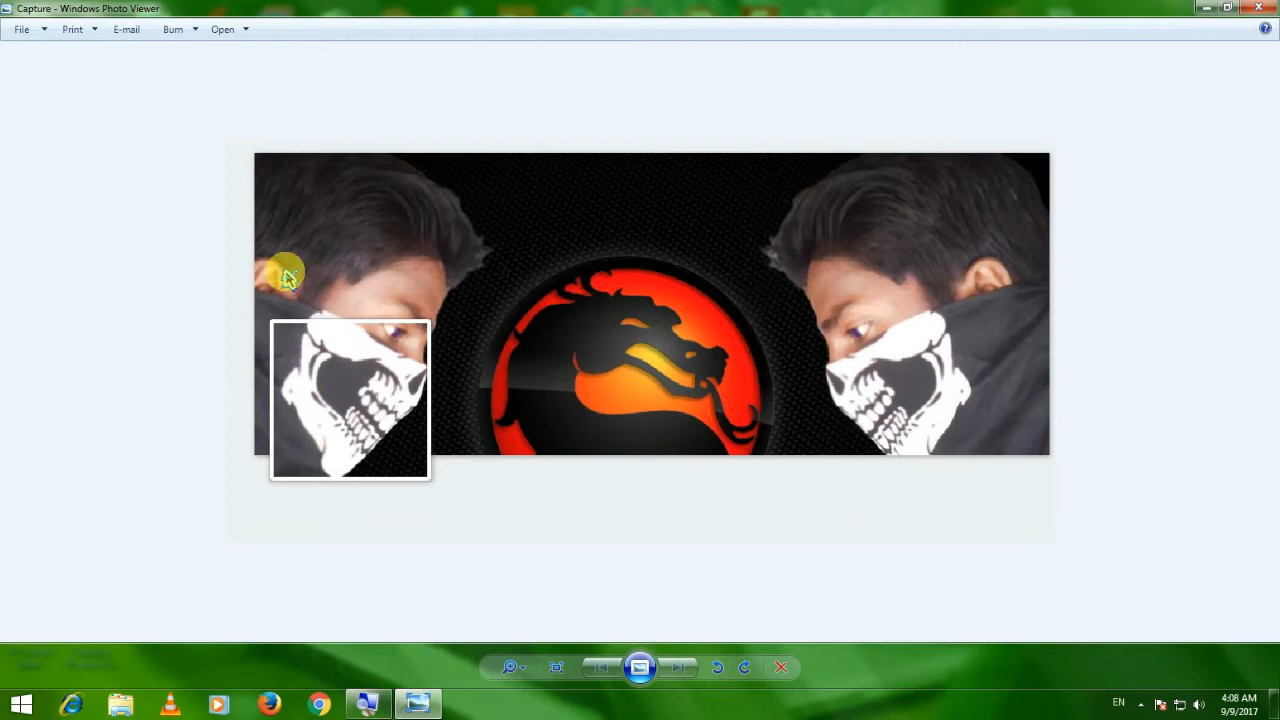 Capture - Windows Photo Viewer
File Print E-mail Burn Open
EN 4:08 AM
9/9/2017